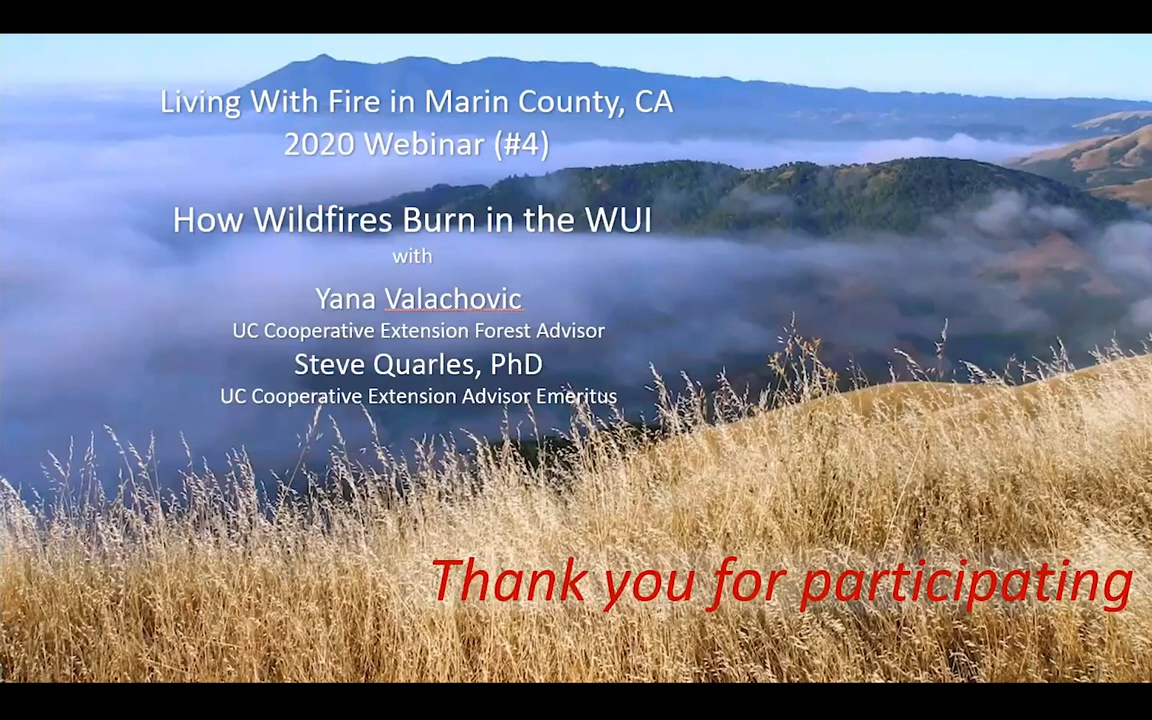 Living With Fire in Marin County, CA
2020 Webinar (#4)
How Wildfires Burn in the WUI
with
Yana Valachovic
UC Cooperative Extension Forest Advisor
Steve Quarles, PhD
UC Cooperative Extension Advisor Emeritus
Thank you for participating